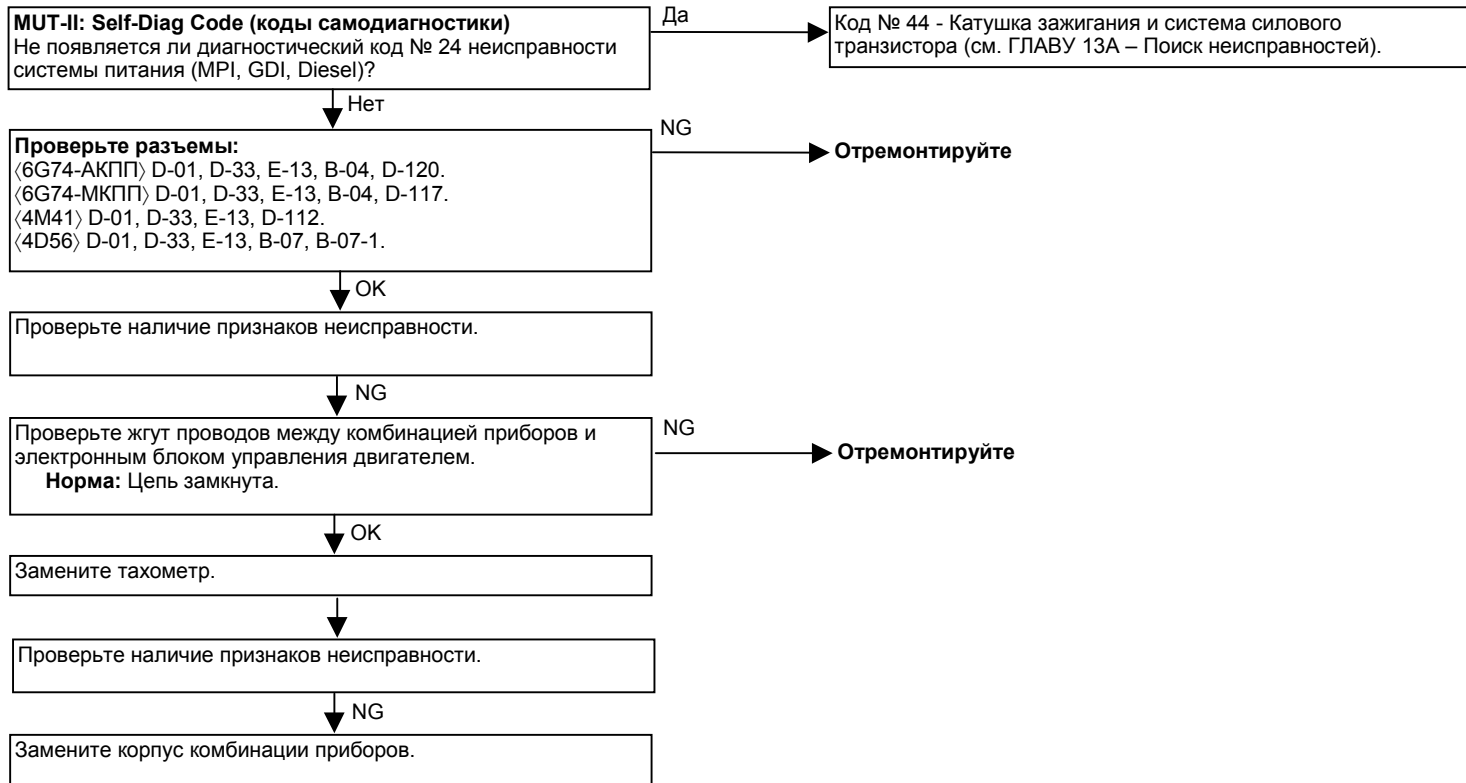 MUT-II: Self-Diag Code (коды самодиагностики)
Не появляется ли диагностический код № 24 неисправности
системы питания (MPI, GDI, Diesel)?
Да
Код № 44 - Катушка зажигания и система силового
транзистора (см. ГЛАВУ 13А – Поиск неисправностей).
Нет
Проверьте разъемы:
〈6G74-АКПП〉 D-01, D-33, E-13, B-04, D-120.
〈6G74-МКПП〉 D-01, D-33, E-13, B-04, D-117.
〈4M41〉 D-01, D-33, E-13, D-112.
〈4D56〉 D-01, D-33, E-13, B-07, B-07-1.
NG
Отремонтируйте
OK
Проверьте наличие признаков неисправности.
NG
Проверьте жгут проводов между комбинацией приборов и
электронным блоком управления двигателем.
Норма: Цепь замкнута.
NG
Отремонтируйте
OK
Замените тахометр.
Проверьте наличие признаков неисправности.
NG
Замените корпус комбинации приборов.